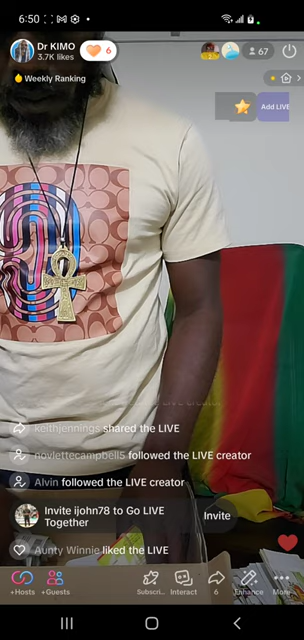 6:50
Dr KIMO
3.7K likes
6
67
Weekly Ranking
Add LIVE
keithjennings shared the LIVE
novlettecampbell5 followed the LIVE creator
Alvin followed the LIVE creator
Invite ijohn78 to Go LIVE
Together
Invite
Aunty Winnie liked the LIVE
+Hosts
+Guests
Subscri...
Interact
6
Enhance
More